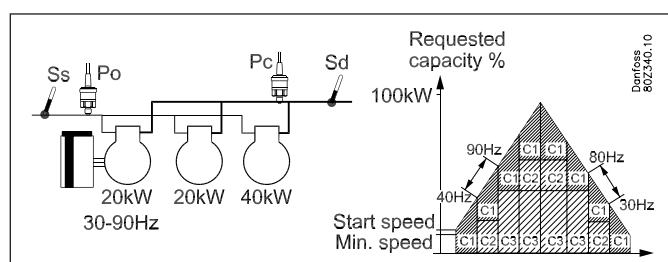 Ss
Po
Pc
Sd
20kW
20kW
40kW
30-90Hz
Requested
capacity %
100kW
90Hz
40Hz
80Hz
30Hz
Start speed
Min. speed
C1 C1
C1 C2 C2 C1
C1 C1
C1 C2 C3 C3 C3 C3 C2 C1
Danfoss
80Z340.10